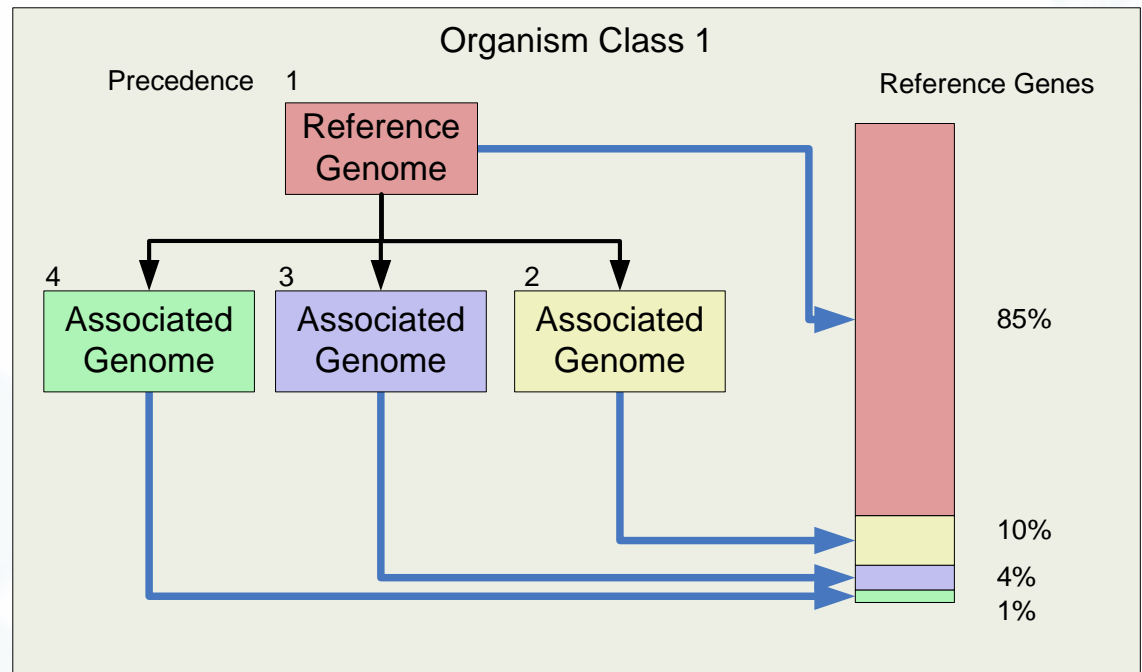 Organism Class 1
Precedence 1
Reference Genes
Reference
Genome
4
3
2
Associated
Genome
Associated
Genome
Associated
Genome
85%
10%
4%
1%